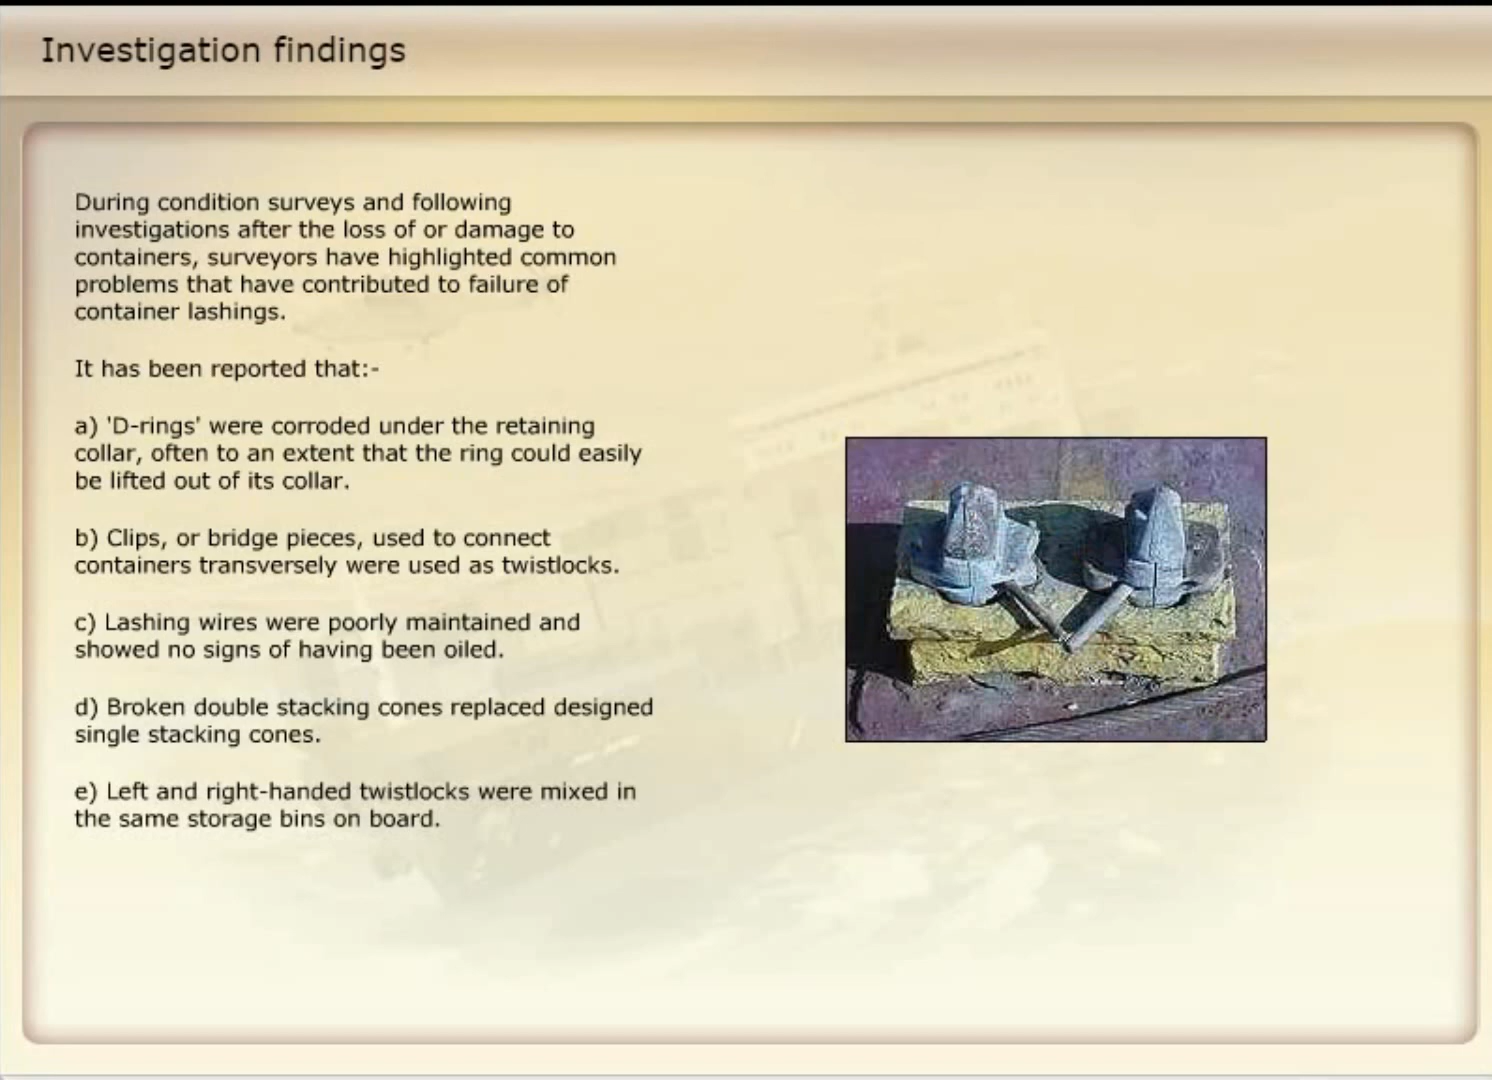 Investigation findings
During condition surveys and following
investigations after the loss of or damage to
containers, surveyors have highlighted common
problems that have contributed to failure of
container lashings.
It has been reported that:-
a) 'D-rings' were corroded under the retaining
collar, often to an extent that the ring could easily
be lifted out of its collar.
b) Clips, or bridge pieces, used to connect
containers transversely were used as twistlocks.
c) Lashing wires were poorly maintained and
showed no signs of having been oiled.
d) Broken double stacking cones replaced designed
single stacking cones.
e) Left and right-handed twistlocks were mixed in
the same storage bins on board.